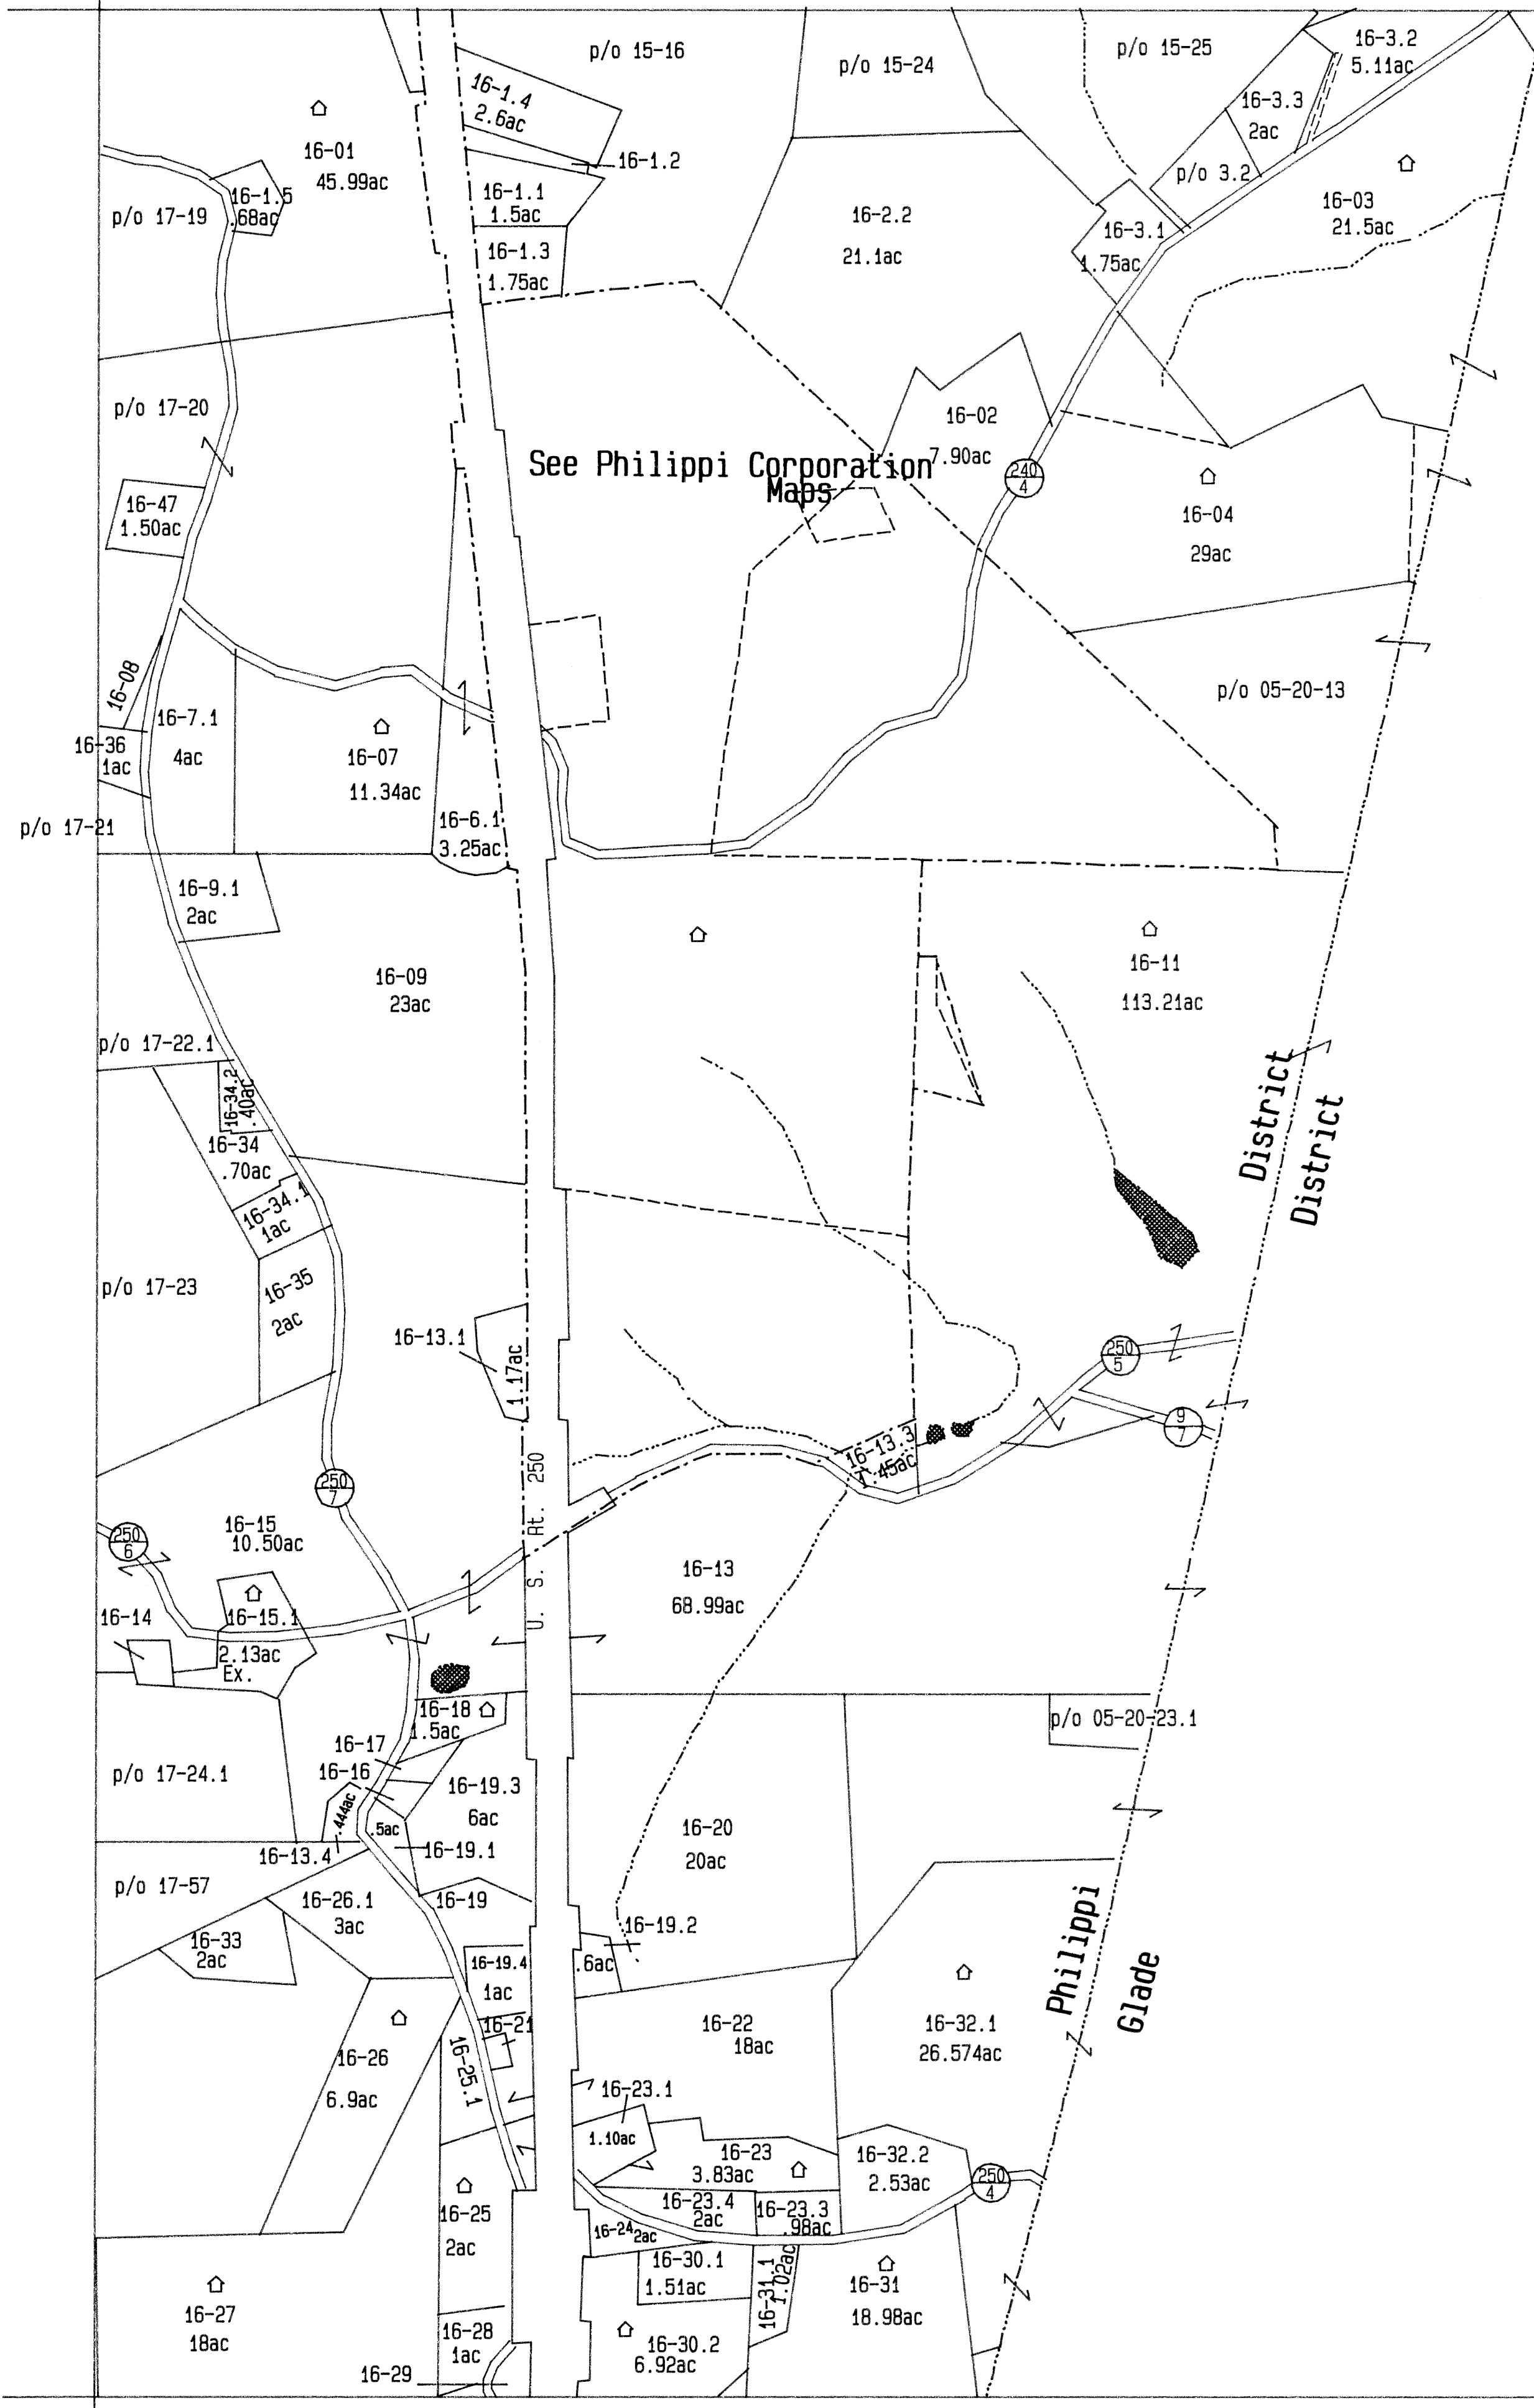 p/o 15-16
p/o 15-24
p/o 15-25
16-3.2
5.11ac
16-1.4
2.6ac
16-3.3
2ac
16-01
45.99ac
16-1.2
p/o 3.2
16-1.5
.68ac
p/o 17-19
16-1.1
1.5ac
16-2.2
21.1ac
16-03
21.5ac
16-3.1
1.75ac
16-1.3
1.75ac
p/o 17-20
16-02
7.90ac
See Philippi Corporation
Maps
240
4
16-47
1.50ac
16-04
29ac
16-08
p/o 05-20-13
16-7.1
4ac
16-36
1ac
16-07
11.34ac
16-6.1
3.25ac
p/o 17-21
16-9.1
2ac
16-09
23ac
16-11
113.21ac
p/o 17-22.1
16-34.2
.40ac
District
District
16-34
.70ac
16-34.1
1ac
p/o 17-23
16-35
2ac
16-13.1
1.17ac
250
5
9
7
16-13.3
1.45ac
U. S. Rt. 250
250
7
16-15
10.50ac
250
6
16-13
68.99ac
16-14
16-15.1
2.13ac
Ex.
16-18
1.5ac
p/o 05-20-23.1
16-17
16-16
p/o 17-24.1
16-19.3
6ac
.444ac
.5ac
16-20
20ac
16-19.1
16-13.4
p/o 17-57
16-26.1
3ac
16-19
16-19.2
.6ac
16-33
2ac
16-19.4
1ac
Philippi
Glade
16-21
16-22
18ac
16-32.1
26.574ac
16-26
6.9ac
16-25.1
16-23.1
1.10ac
16-23
3.83ac
16-32.2
2.53ac
250
4
16-25
2ac
16-23.4
2ac
16-23.3
.98ac
16-24
2ac
16-30.1
1.51ac
16-31.1
1.02ac
16-31
18.98ac
16-27
18ac
16-28
1ac
16-30.2
6.92ac
16-29